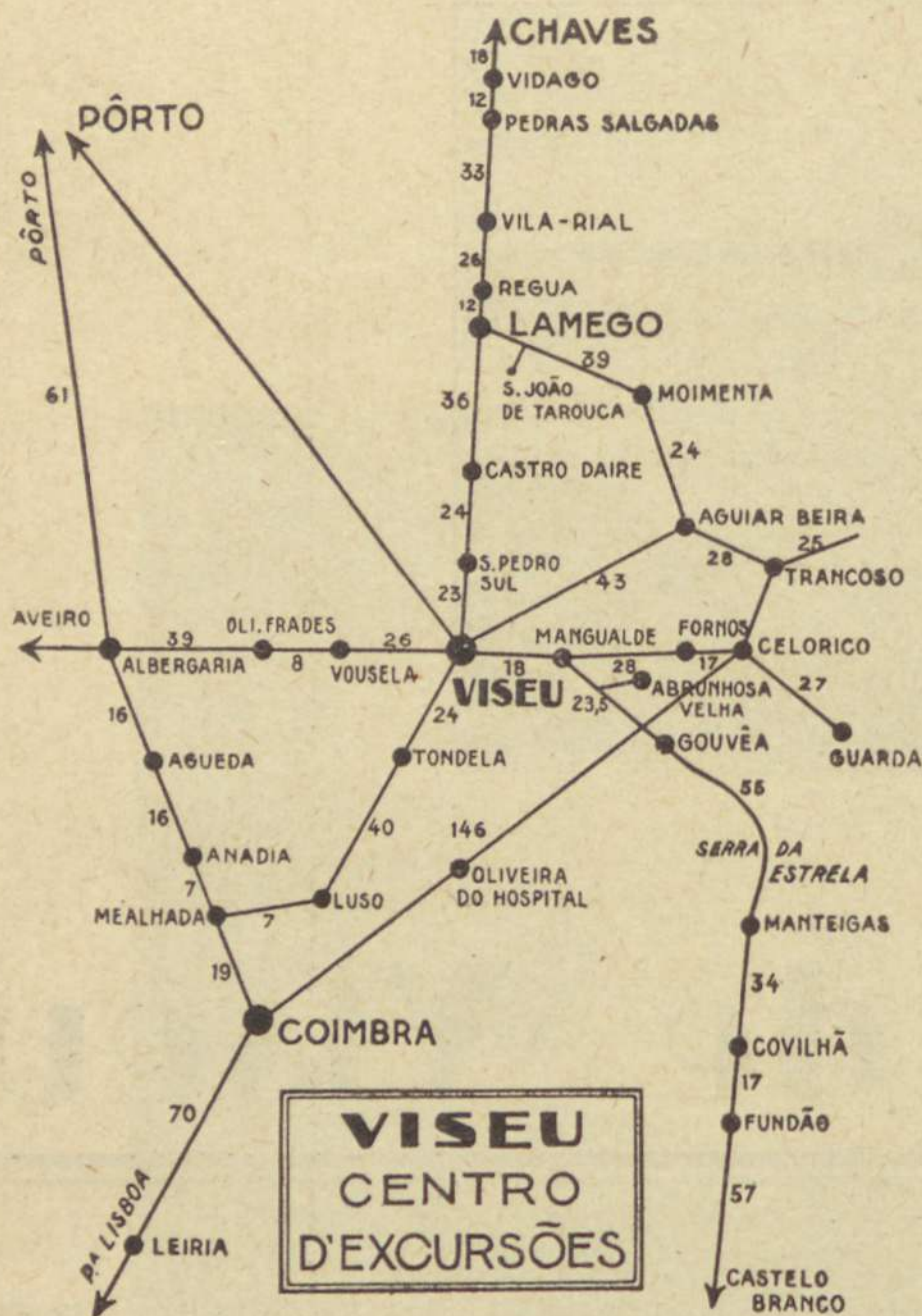 CHAVES
18
VIDAGO
12
PEDRAS SALGADAS
PÔRTO
PÔRTO
33
VILA-RIAL
26
REGUA
12
LAMEGO
39
S. JOÃO
DE TAROUCA
MOIMENTA
61
36
24
CASTRO DAIRE
24
AGUIAR BEIRA
25
28
TRANCOSO
S. PEDRO
SUL
43
23
AVEIRO
39
OLI. FRADES
26
MANGUALDE
FORNOS
CELORICO
ALBERGARIA
8
VOUSELA
VISEU
18
28
17
ABRUNHOSA
VELHA
23,5
27
16
24
GOUVÊA
GUARDA
AGUEDA
TONDELA
55
16
40
146
SERRA DA
ESTRELA
ANADIA
OLIVEIRA
DO HOSPITAL
7
LUSO
MEALHADA
7
MANTEIGAS
19
34
COIMBRA
COVILHÃ
17
70
FUNDÃO
VISEU
CENTRO
D'EXCURSÕES
57
Pª LISBOA
LEIRIA
CASTELO
BRANCO